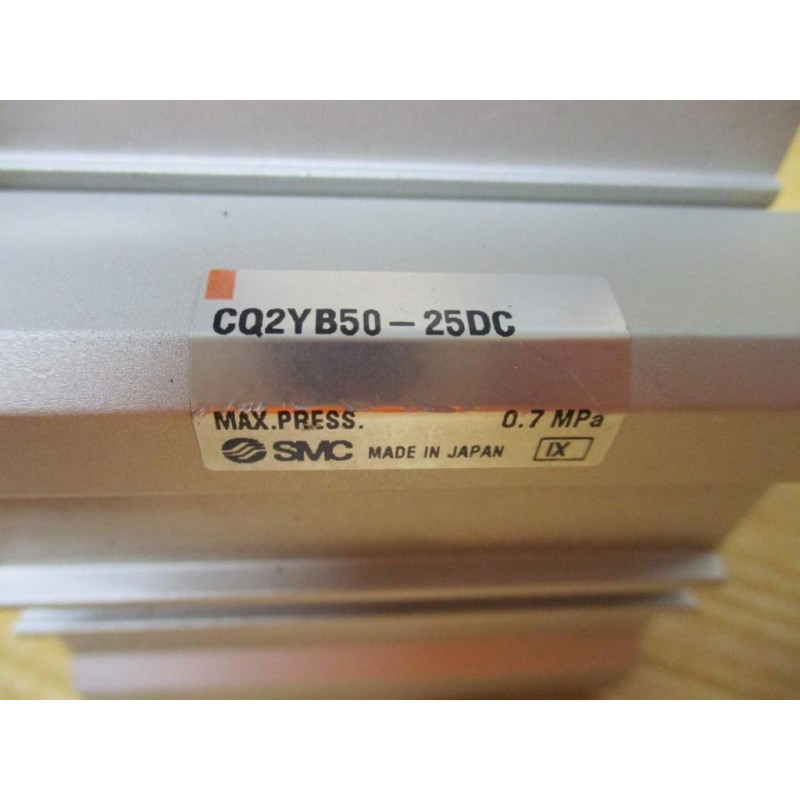 CQ2YB50-25DC
MAX.PRESS. 0.7 MPa
SMC MADE IN JAPAN IX